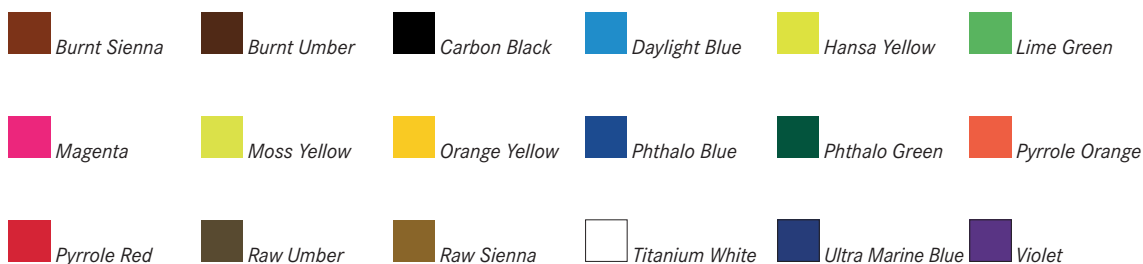 Burnt Sienna Burnt Umber Carbon Black Daylight Blue Hansa Yellow Lime Green
Magenta Moss Yellow Orange Yellow Phthalo Blue Phthalo Green Pyrrole Orange
Pyrrole Red Raw Umber Raw Sienna Titanium White Ultra Marine Blue Violet